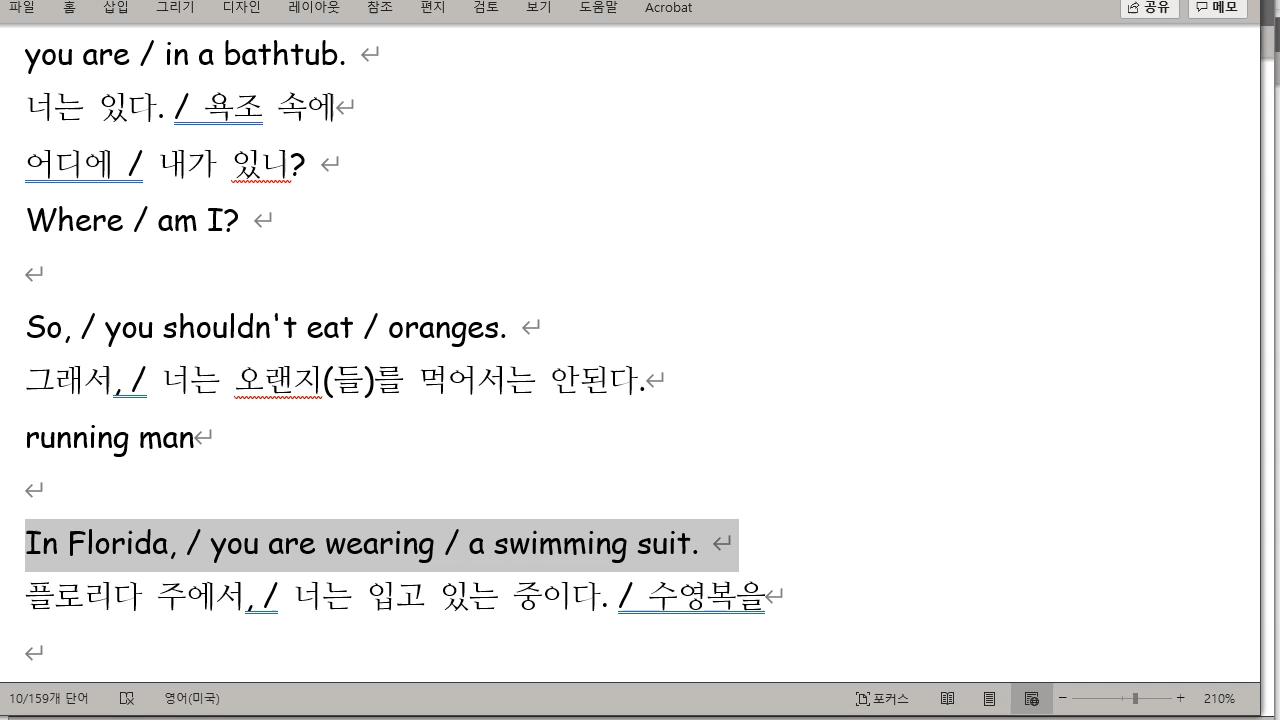 파일 홈 삽입 그리기 디자인 레이아웃 참조 편지 검토 보기 도움말 Acrobat 공유 메모
you are / in a bathtub.
너는 있다. / 욕조 속에
어디에 / 내가 있니?
Where / am I?
So, / you shouldn't eat / oranges.
그래서, / 너는 오랜지(들)를 먹어서는 안된다.
running man
In Florida, / you are wearing / a swimming suit.
플로리다 주에서, / 너는 입고 있는 중이다. / 수영복을
10/159개 단어 영어(미국) 포커스 210%